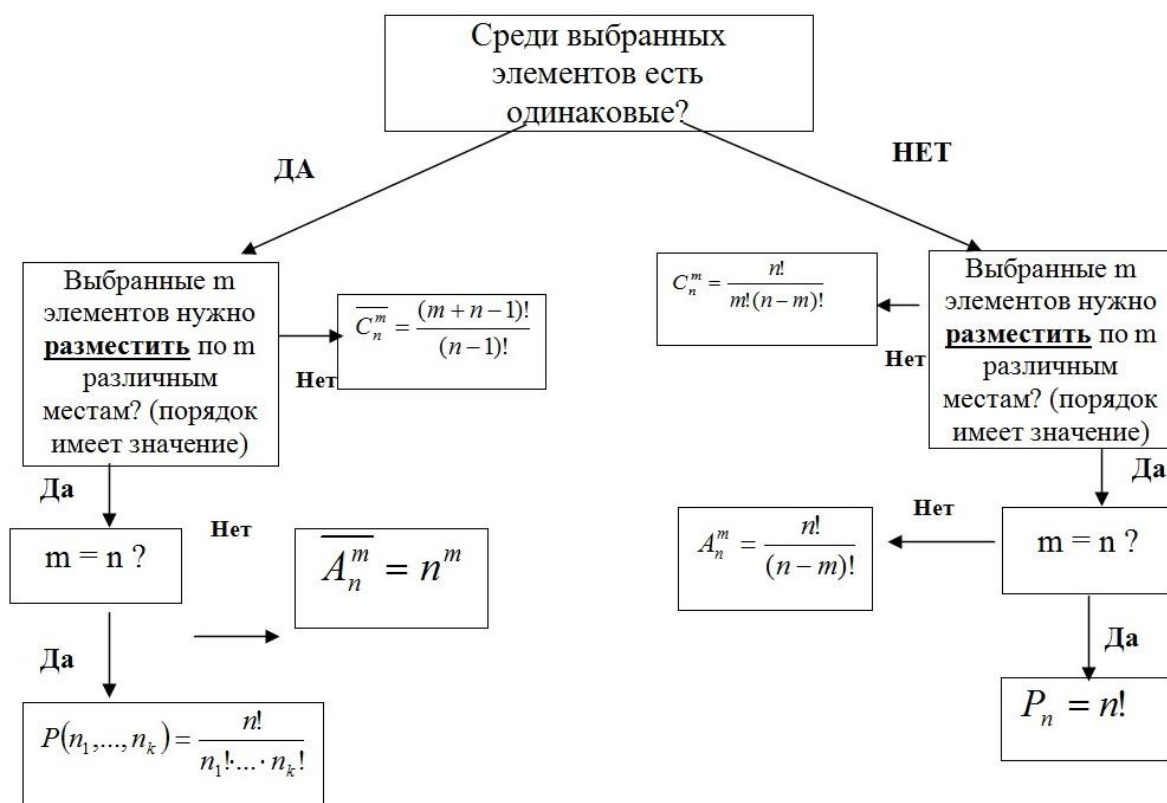 Среди выбранных
элементов есть
одинаковые?
ДА
НЕТ
Выбранные m
элементов нужно
разместить по m
различным
местам? (порядок
имеет значение)
Нет
\overline{C_n^m} = \frac{(m+n-1)!}{(n-1)!}
C_n^m = \frac{n!}{m!(n-m)!}
Нет
Выбранные m
элементов нужно
разместить по m
различным
местам? (порядок
имеет значение)
Да
Нет
m = n ?
\overline{A_n^m} = n^m
Да
P(n_1,...,n_k) = \frac{n!}{n_1!·...·n_k!}
Да
Нет
A_n^m = \frac{n!}{(n-m)!}
m = n ?
Да
P_n = n!